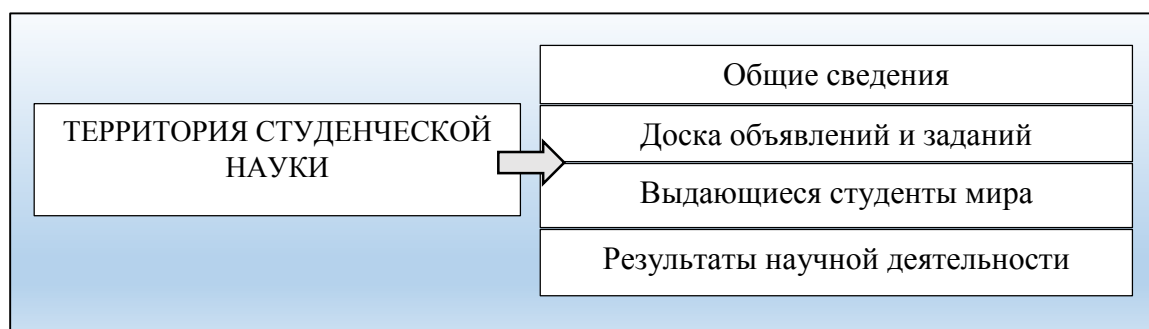 ТЕРРИТОРИЯ СТУДЕНЧЕСКОЙ
НАУКИ
Общие сведения
Доска объявлений и заданий
Выдающиеся студенты мира
Результаты научной деятельности